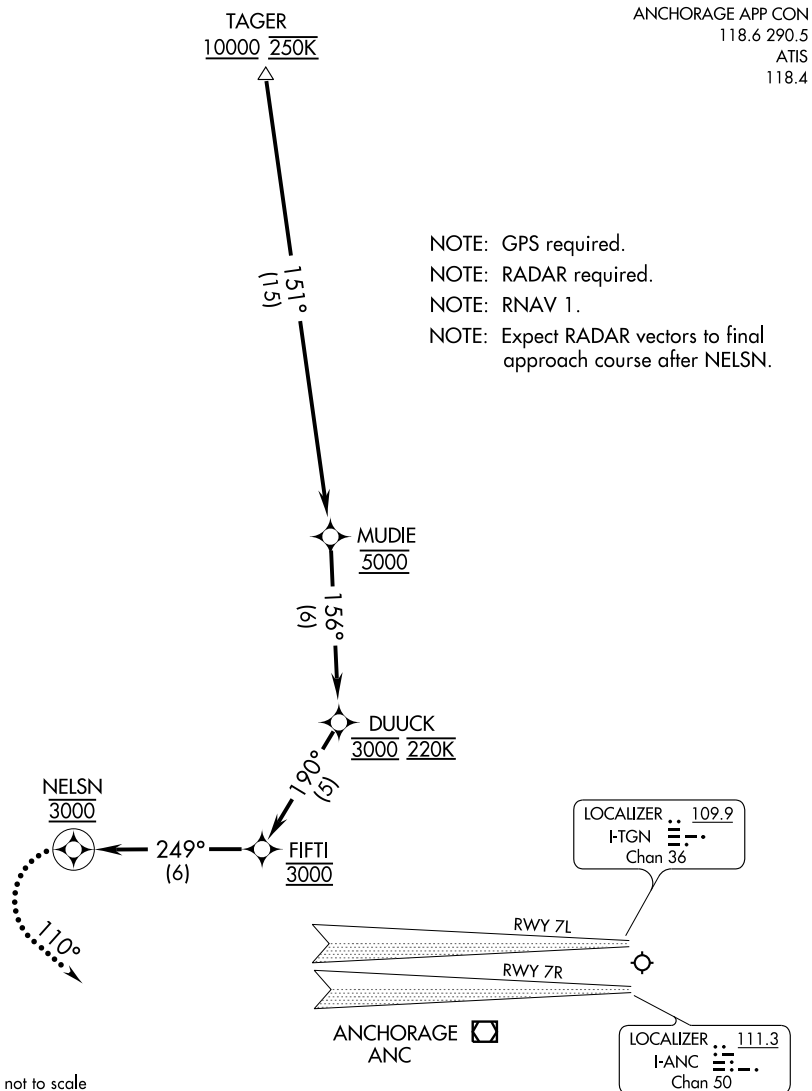 TAGER
10000 250K
ANCHORAGE APP CON
118.6 290.5
ATIS
118.4
151°
(15)
NOTE: GPS required.
NOTE: RADAR required.
NOTE: RNAV 1.
NOTE: Expect RADAR vectors to final
approach course after NELSN.
MUDIE
5000
156°
(6)
DUUCK
3000 220K
190°
(5)
NELSN
3000
249°
(6)
FIFTI
3000
110°
LOCALIZER 109.9
I-TGN
Chan 36
RWY 7L
RWY 7R
ANCHORAGE
ANC
LOCALIZER 111.3
I-ANC
Chan 50
not to scale